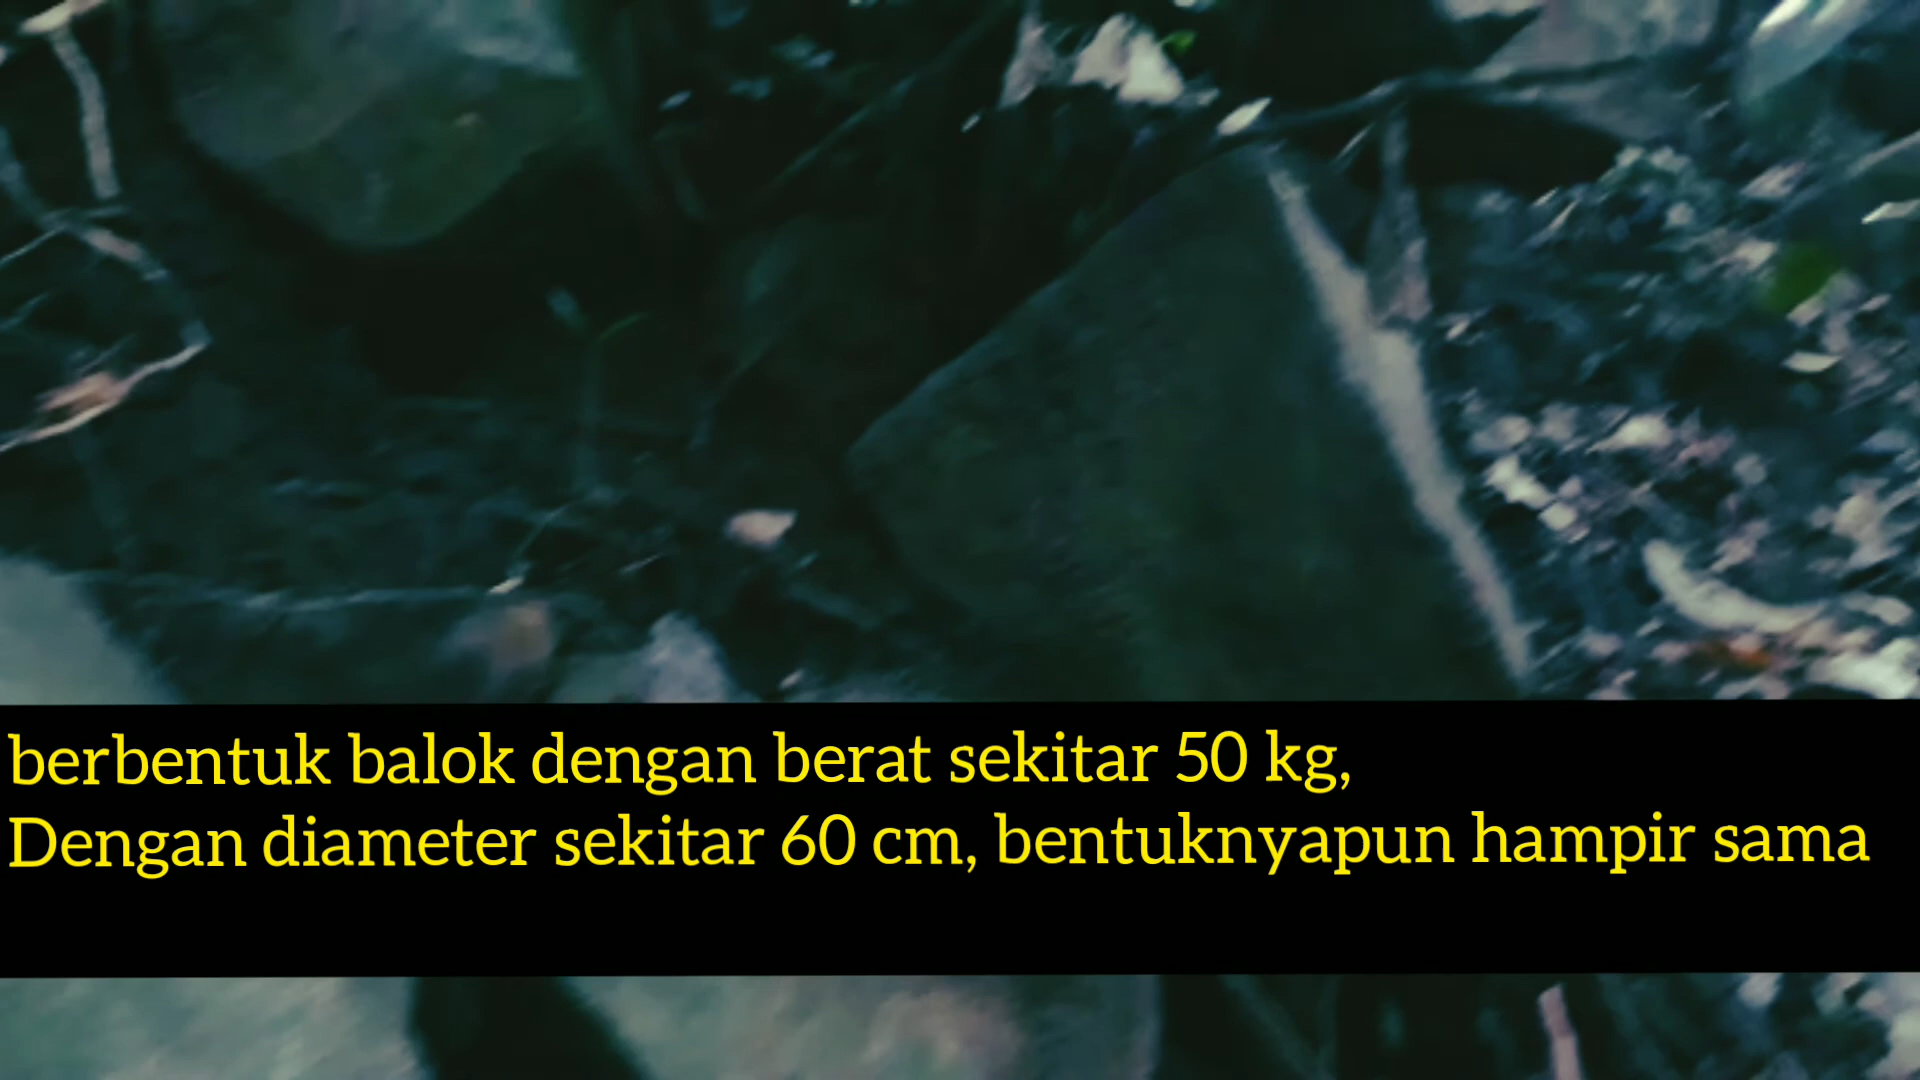 berbentuk balok dengan berat sekitar 50 kg,
Dengan diameter sekitar 60 cm, bentuknyapun hampir sama